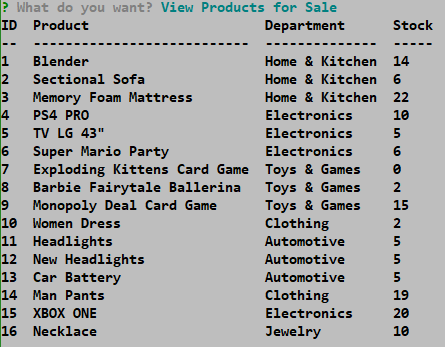 ? What do you want? View Products for Sale
ID  Product                      Department      Stock
--  ---------------------------  --------------  -----
1   Blender                      Home & Kitchen  14
2   Sectional Sofa               Home & Kitchen  6
3   Memory Foam Mattress         Home & Kitchen  22
4   PS4 PRO                      Electronics     10
5   TV LG 43"                    Electronics     5
6   Super Mario Party            Electronics     6
7   Exploding Kittens Card Game  Toys & Games    0
8   Barbie Fairytale Ballerina   Toys & Games    2
9   Monopoly Deal Card Game      Toys & Games    15
10  Women Dress                  Clothing        2
11  Headlights                   Automotive      5
12  New Headlights               Automotive      5
13  Car Battery                  Automotive      5
14  Man Pants                    Clothing        19
15  XBOX ONE                     Electronics     20
16  Necklace                     Jewelry         10